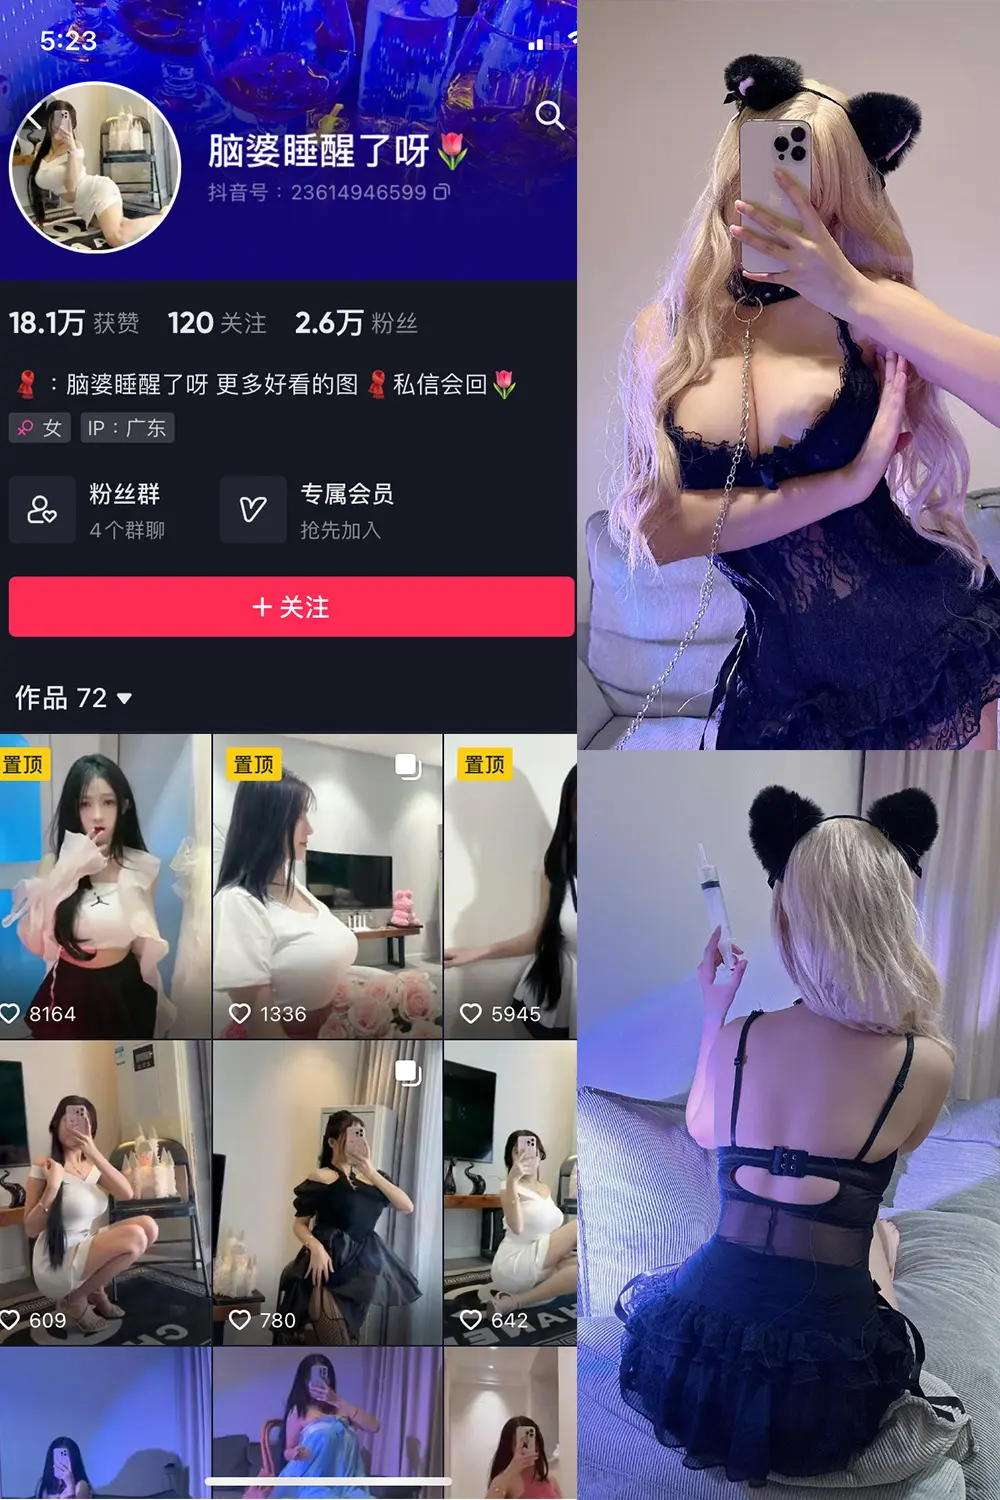 5:23
脑婆睡醒了呀🌷
抖音号：23614946599
18.1万 获赞 120 关注 2.6万 粉丝
🧣：脑婆睡醒了呀 更多好看的图🧣私信会回🌷
女 IP：广东
粉丝群 专属会员
4个群聊 抢先加入
+ 关注
作品 72
置顶 置顶 置顶
8164 1336 5945
609 780 642